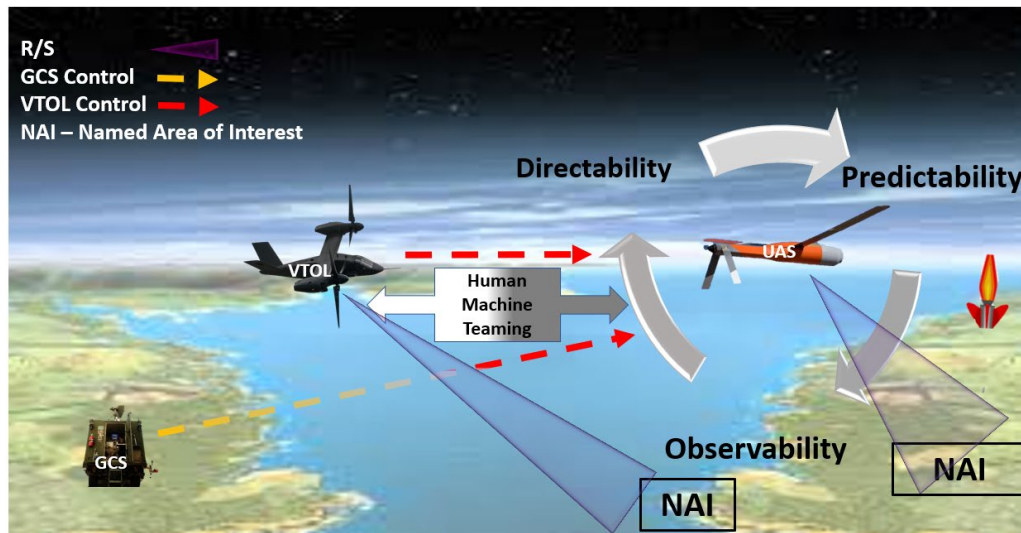 R/S
GCS Control
VTOL Control
NAI – Named Area of Interest
Directability
Predictability
VTOL
UAS
Human
Machine
Teaming
GCS
Observability
NAI
NAI